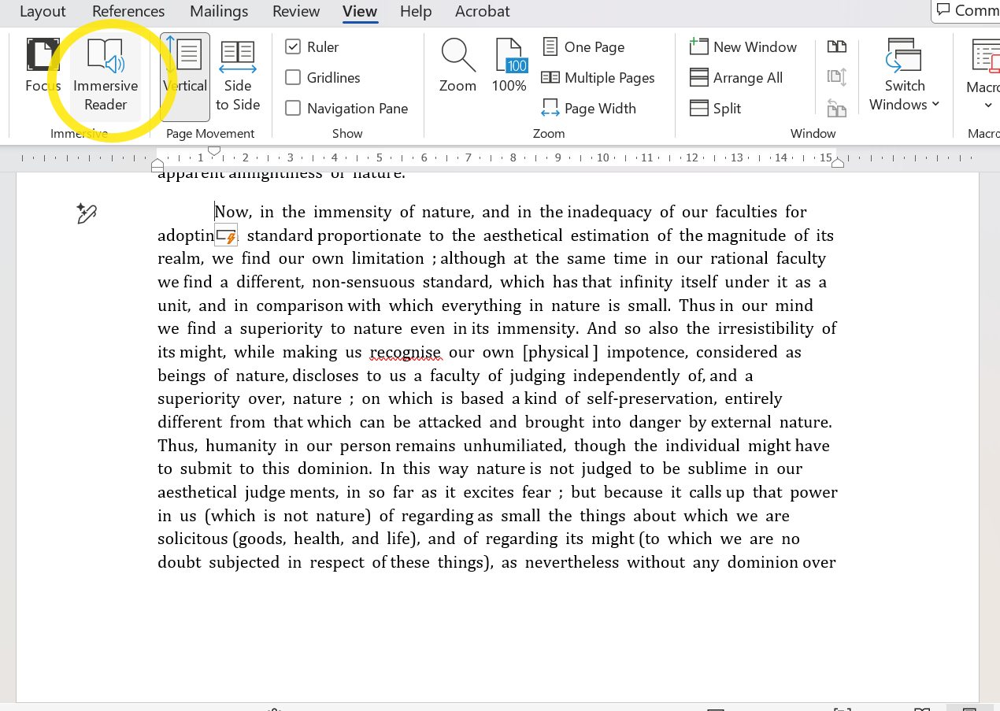 Layout References Mailings Review View Help Acrobat Comm
Focus Immersive Reader Vertical Side to Side
Ruler
Gridlines
Navigation Pane
Zoom 100 100%
One Page
Multiple Pages
Page Width
New Window
Arrange All
Split
Switch Windows
Macro
Immersive Page Movement Show Zoom Window Macro
1 2 3 4 5 6 7 8 9 10 11 12 13 14 15
apparent almightiness of nature.
Now, in the immensity of nature, and in the inadequacy of our faculties for
adoptin standard proportionate to the aesthetical estimation of the magnitude of its
realm, we find our own limitation ; although at the same time in our rational faculty
we find a different, non-sensuous standard, which has that infinity itself under it as a
unit, and in comparison with which everything in nature is small. Thus in our mind
we find a superiority to nature even in its immensity. And so also the irresistibility of
its might, while making us recognise our own [physical ] impotence, considered as
beings of nature, discloses to us a faculty of judging independently of, and a
superiority over, nature ; on which is based a kind of self-preservation, entirely
different from that which can be attacked and brought into danger by external nature.
Thus, humanity in our person remains unhumiliated, though the individual might have
to submit to this dominion. In this way nature is not judged to be sublime in our
aesthetical judge ments, in so far as it excites fear ; but because it calls up that power
in us (which is not nature) of regarding as small the things about which we are
solicitous (goods, health, and life), and of regarding its might (to which we are no
doubt subjected in respect of these things), as nevertheless without any dominion over